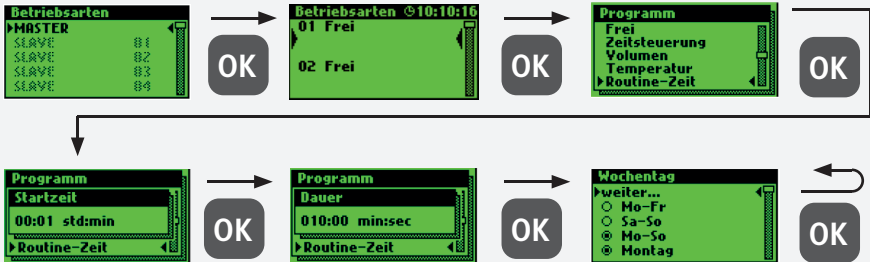 Betriebsarten
MASTER
SLAVE 01
SLAVE 02
SLAVE 03
SLAVE 04
OK
Betriebsarten 10:10:16
01 Frei
02 Frei
OK
Programm
Frei
Zeitsteuerung
Volumen
Temperatur
Routine-Zeit
OK
Programm
Startzeit
00:01 std:min
Routine-Zeit
OK
Programm
Dauer
010:00 min:sec
Routine-Zeit
OK
Wochentag
weiter...
Mo-Fr
Sa-So
Mo-So
Montag
OK